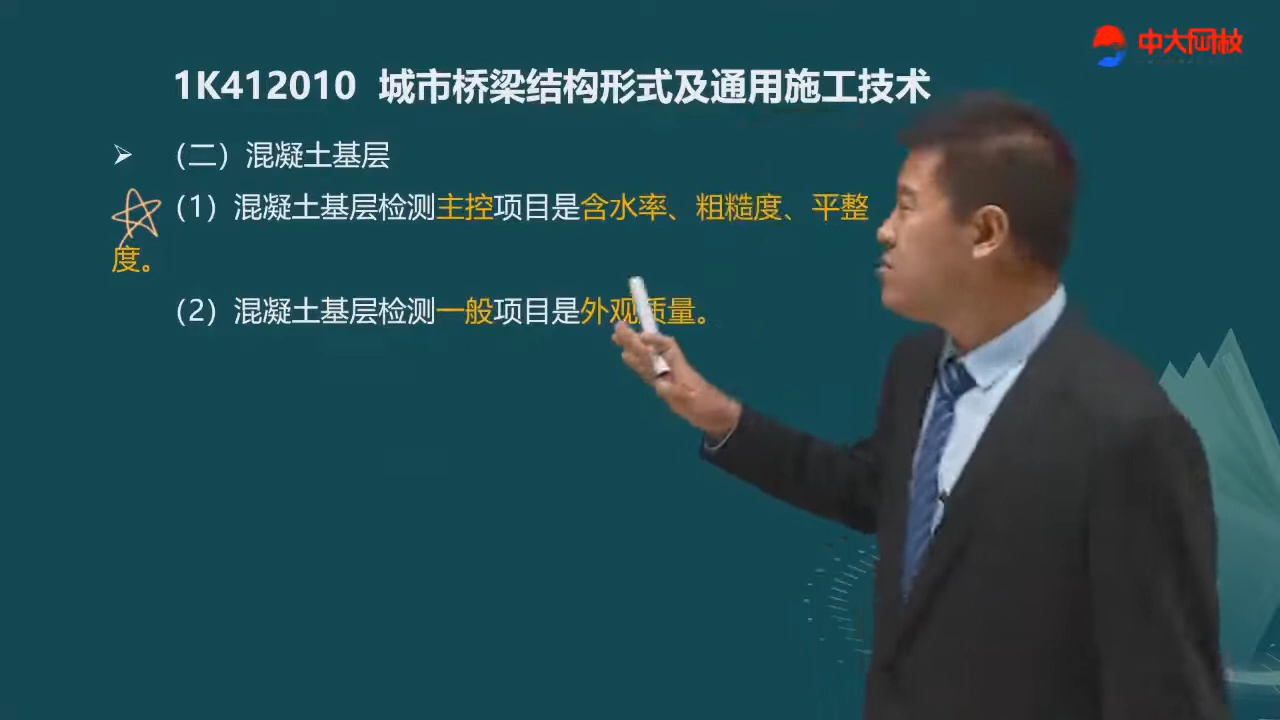 中大网校
1K412010 城市桥梁结构形式及通用施工技术
（二）混凝土基层
（1）混凝土基层检测主控项目是含水率、粗糙度、平整
度。
（2）混凝土基层检测一般项目是外观质量。